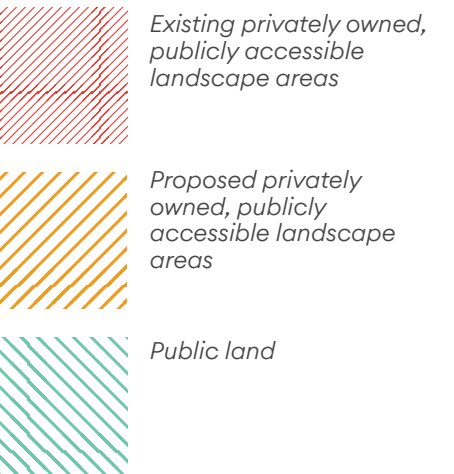 Existing privately owned,
publicly accessible
landscape areas
Proposed privately
owned, publicly
accessible landscape
areas
Public land